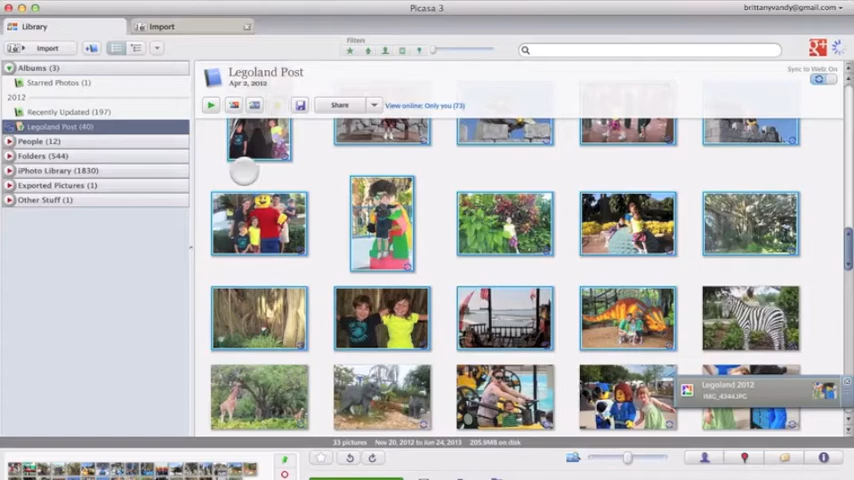 Picasa 3
brittanyvandy@gmail.com
Library
Import
Import
Filters
g+
Albums (3)
Starred Photos (1)
2012
Recently Updated (197)
Legoland Post (40)
People (12)
Folders (544)
iPhoto Library (1830)
Exported Pictures (1)
Other Stuff (1)
Legoland Post
Apr 2, 2012
Sync to Web: On
Share
View online: Only you (73)
Legoland 2012
IMG_4344.JPG
33 pictures Nov 20, 2012 to Jun 24, 2013 205.9MB on disk